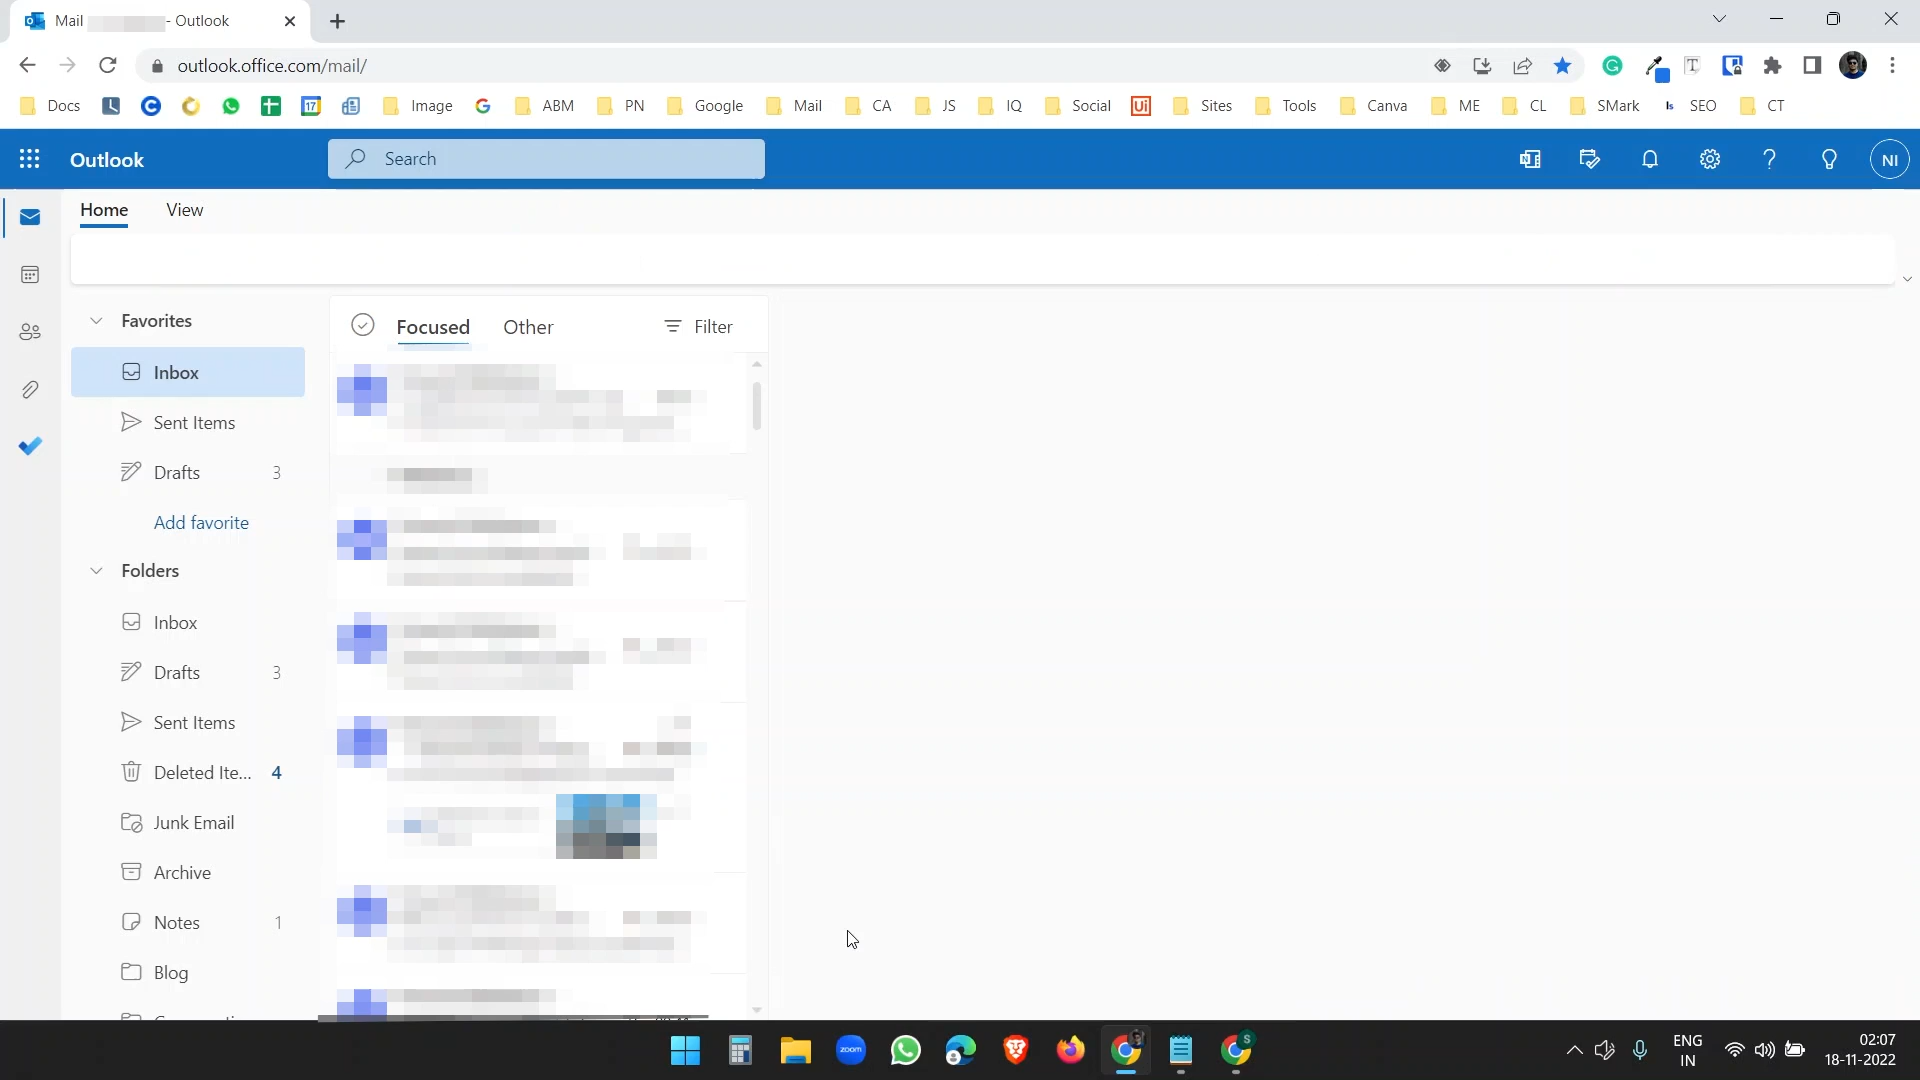 Mail - Outlook
outlook.office.com/mail/
Docs Image ABM PN Google Mail CA JS IQ Social Ui Sites Tools Canva ME CL SMark Is SEO CT
Outlook Search NI
Home View
Favorites
Focused Other Filter
Inbox
Sent Items
Drafts 3
Add favorite
Folders
Inbox
Drafts 3
Sent Items
Deleted Ite... 4
Junk Email
Archive
Notes 1
Blog
zoom
ENG
IN
02:07
18-11-2022